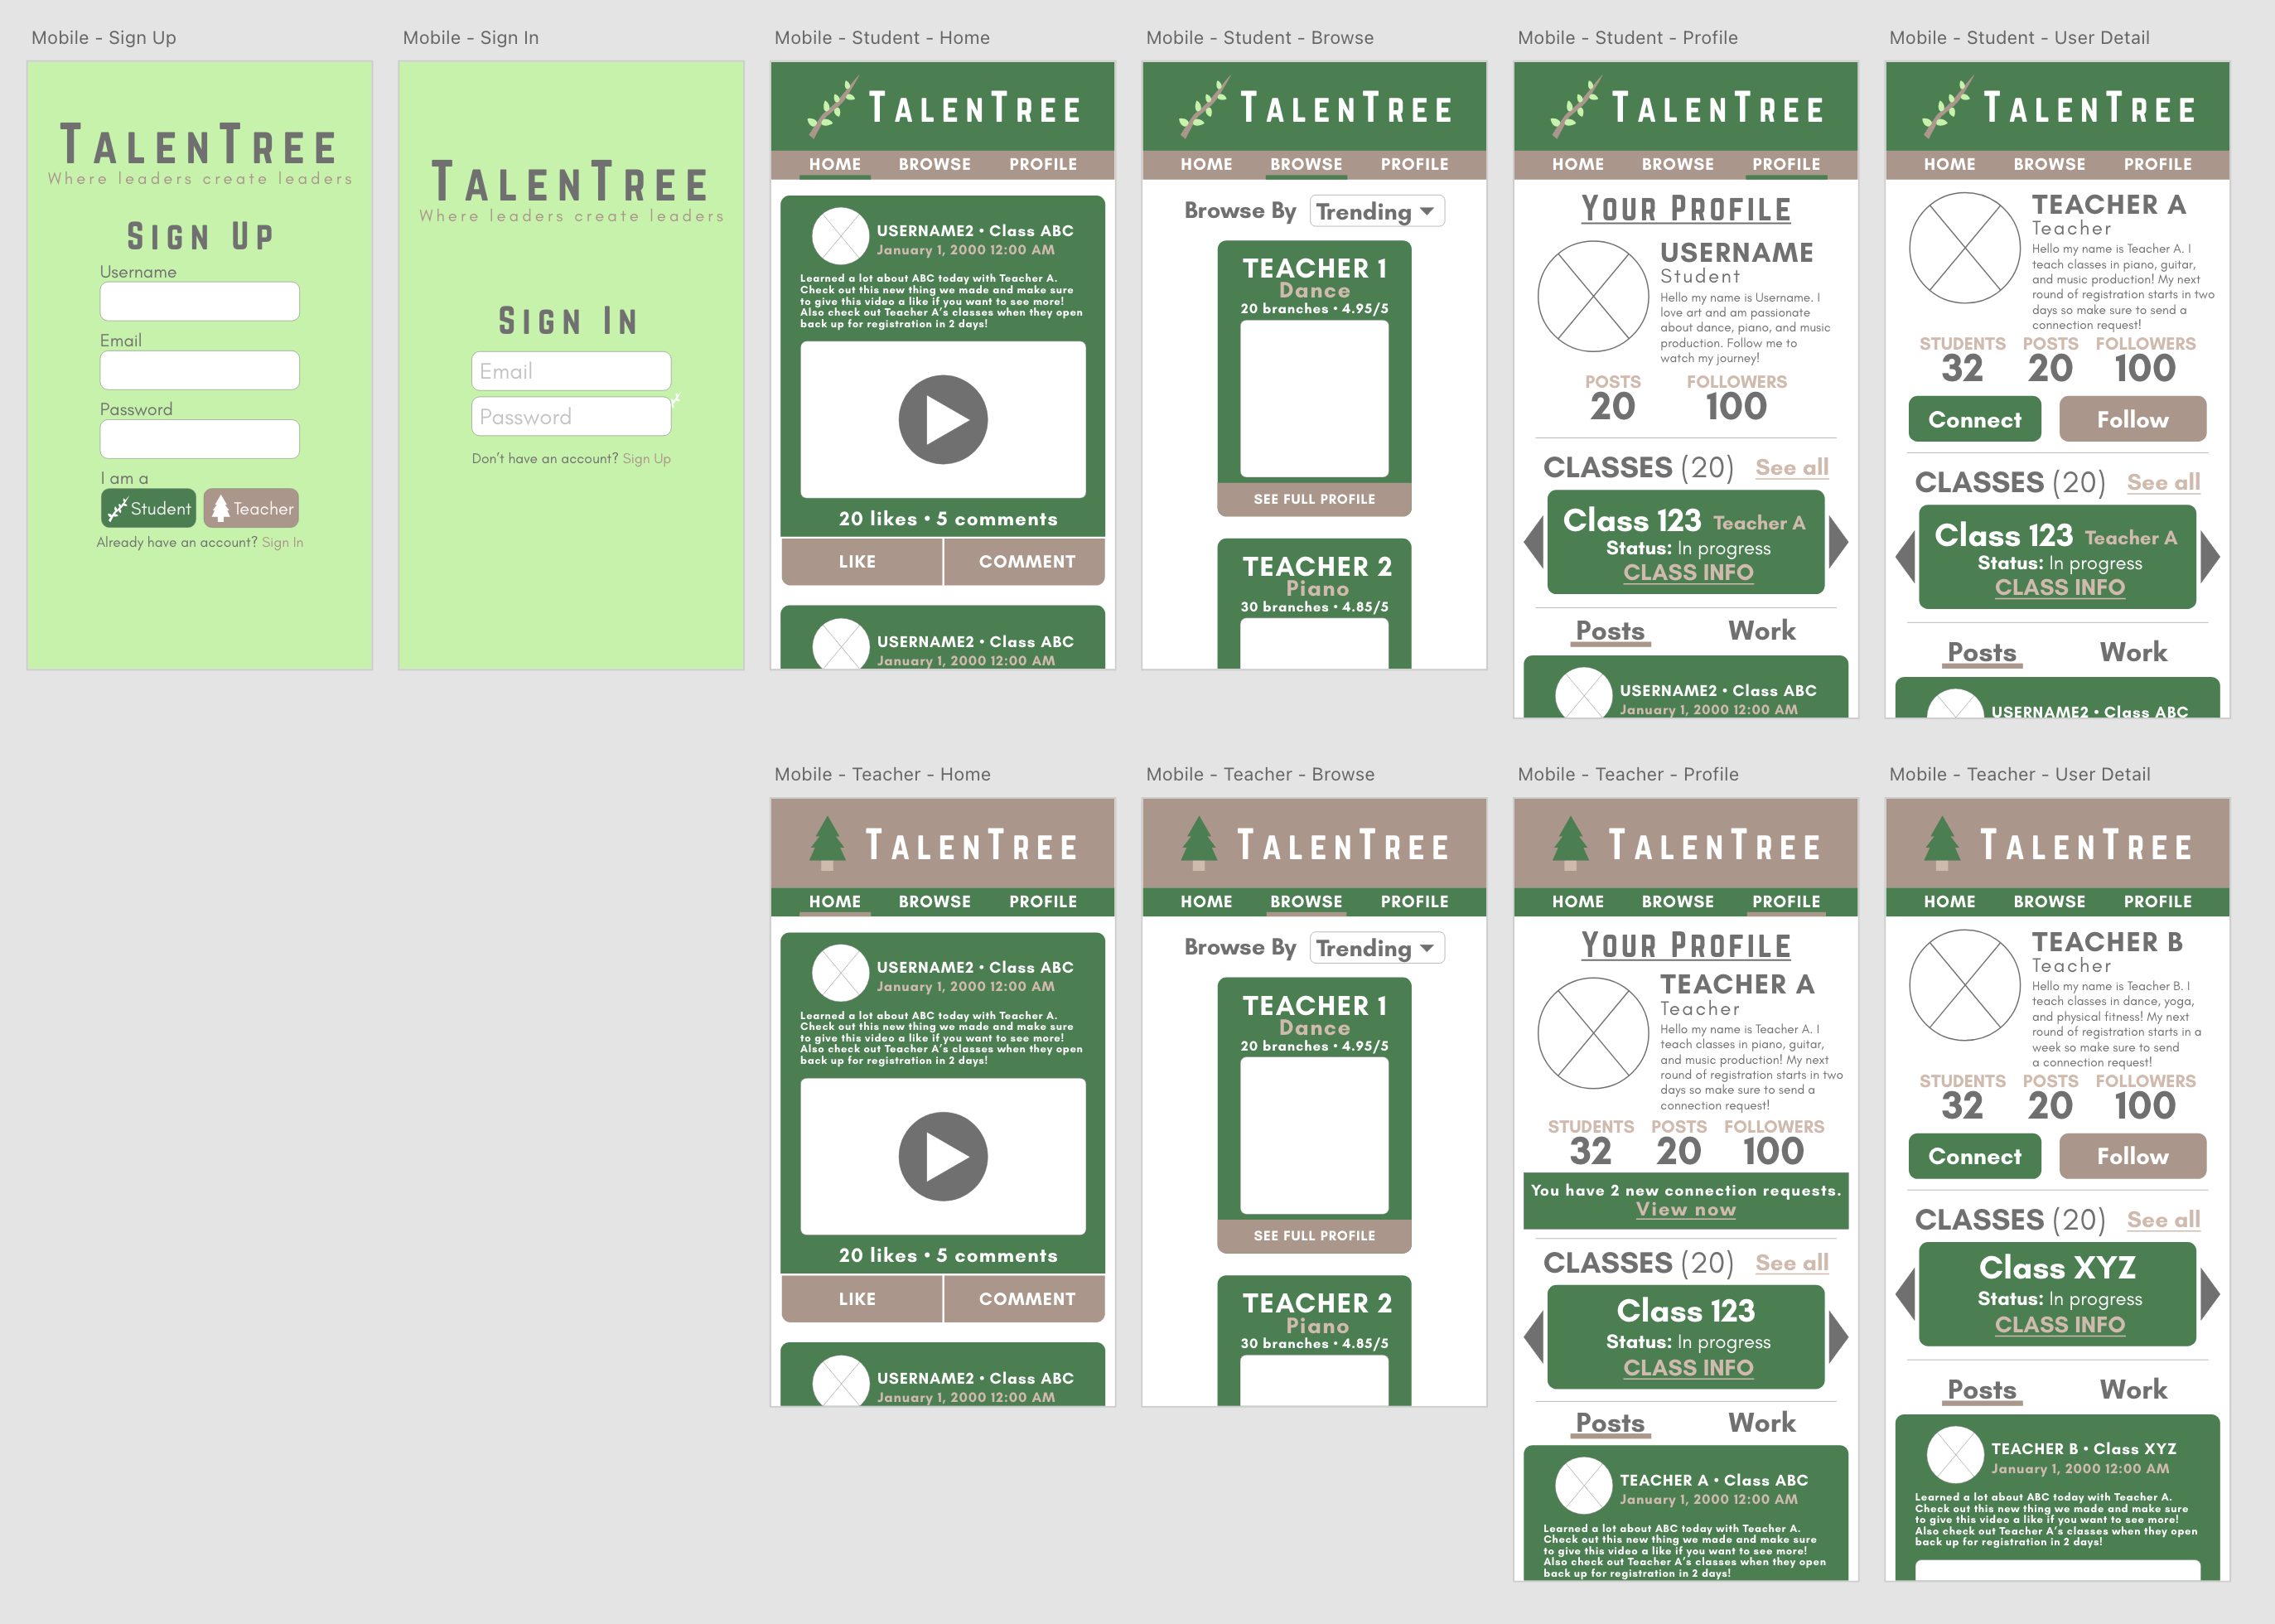 Mobile - Sign Up
TALENTREE
Where leaders create leaders
SIGN UP
Username
Email
Password
I am a
Student
Teacher
Already have an account? Sign In
Mobile - Sign In
TALENTREE
Where leaders create leaders
SIGN IN
Email
Password
Don't have an account? Sign Up
Mobile - Student - Home
TALENTREE
HOME BROWSE PROFILE
USERNAME2 • Class ABC
January 1, 2000 12:00 AM
Learned a lot about ABC today with Teacher A.
Check out this new thing we made and make sure
to give this video a like if you want to see more!
Also check out Teacher A's classes when they open
back up for registration in 2 days!
20 likes • 5 comments
LIKE COMMENT
USERNAME2 • Class ABC
January 1, 2000 12:00 AM
Mobile - Student - Browse
TALENTREE
HOME BROWSE PROFILE
Browse By Trending
TEACHER 1
Dance
20 branches • 4.95/5
SEE FULL PROFILE
TEACHER 2
Piano
30 branches • 4.85/5
Mobile - Student - Profile
TALENTREE
HOME BROWSE PROFILE
YOUR PROFILE
USERNAME
Student
Hello my name is Username. I
love art and am passionate
about dance, piano, and music
production. Follow me to
watch my journey!
POSTS FOLLOWERS
20 100
CLASSES (20) See all
Class 123 Teacher A
Status: In progress
CLASS INFO
Posts Work
USERNAME2 • Class ABC
January 1, 2000 12:00 AM
Mobile - Student - User Detail
TALENTREE
HOME BROWSE PROFILE
TEACHER A
Teacher
Hello my name is Teacher A. I
teach classes in piano, guitar,
and music production! My next
round of registration starts in two
days so make sure to send a
connection request!
STUDENTS POSTS FOLLOWERS
32 20 100
Connect Follow
CLASSES (20) See all
Class 123 Teacher A
Status: In progress
CLASS INFO
Posts Work
USERNAME2 • Class ABC
Mobile - Teacher - Home
TALENTREE
HOME BROWSE PROFILE
USERNAME2 • Class ABC
January 1, 2000 12:00 AM
Learned a lot about ABC today with Teacher A.
Check out this new thing we made and make sure
to give this video a like if you want to see more!
Also check out Teacher A's classes when they open
back up for registration in 2 days!
20 likes • 5 comments
LIKE COMMENT
USERNAME2 • Class ABC
January 1, 2000 12:00 AM
Mobile - Teacher - Browse
TALENTREE
HOME BROWSE PROFILE
Browse By Trending
TEACHER 1
Dance
20 branches • 4.95/5
SEE FULL PROFILE
TEACHER 2
Piano
30 branches • 4.85/5
Mobile - Teacher - Profile
TALENTREE
HOME BROWSE PROFILE
YOUR PROFILE
TEACHER A
Teacher
Hello my name is Teacher A. I
teach classes in piano, guitar,
and music production! My next
round of registration starts in two
days so make sure to send a
connection request!
STUDENTS POSTS FOLLOWERS
32 20 100
You have 2 new connection requests.
View now
CLASSES (20) See all
Class 123
Status: In progress
CLASS INFO
Posts Work
TEACHER A • Class ABC
January 1, 2000 12:00 AM
Learned a lot about ABC today with Teacher A.
Check out this new thing we made and make sure
to give this video a like if you want to see more!
Also check out Teacher A's classes when they open
back up for registration in 2 days!
Mobile - Teacher - User Detail
TALENTREE
HOME BROWSE PROFILE
TEACHER B
Teacher
Hello my name is Teacher B. I
teach classes in dance, yoga,
and physical fitness! My next
round of registration starts in a
week so make sure to send
a connection request!
STUDENTS POSTS FOLLOWERS
32 20 100
Connect Follow
CLASSES (20) See all
Class XYZ
Status: In progress
CLASS INFO
Posts Work
TEACHER B • Class XYZ
January 1, 2000 12:00 AM
Learned a lot about ABC today with Teacher A.
Check out this new thing we made and make sure
to give this video a like if you want to see more!
Also check out Teacher A's classes when they open
back up for registration in 2 days!